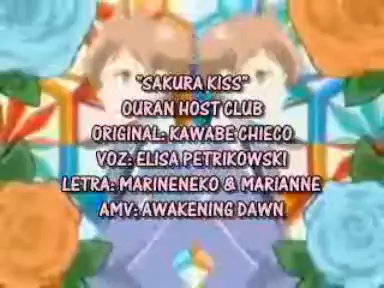 "SAKURA KISS"
OURAN HOST CLUB
ORIGINAL: KAWABE CHIECO
VOZ: ELISA PETRIKOWSKI
LETRA: MARINENEKO & MARIANNE
AMV: AWAKENING DAWN